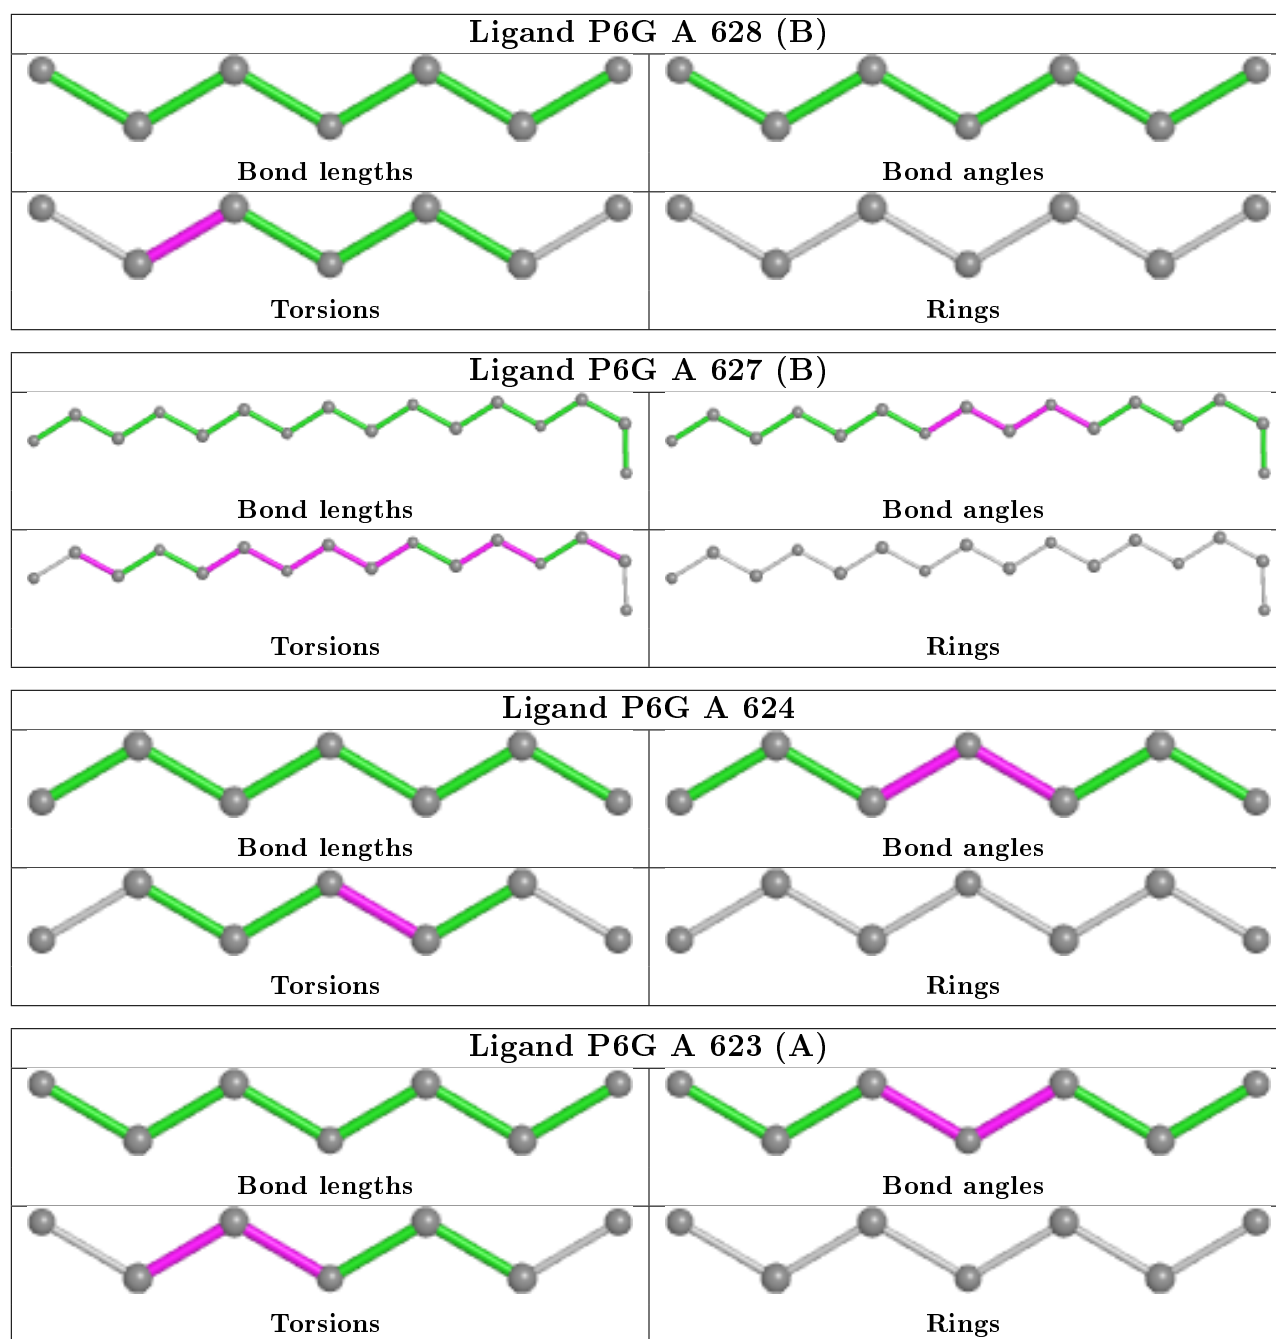 Ligand P6G A 628 (B)
Bond lengths
Bond angles
Torsions
Rings
Ligand P6G A 627 (B)
Bond lengths
Bond angles
Torsions
Rings
Ligand P6G A 624
Bond lengths
Bond angles
Torsions
Rings
Ligand P6G A 623 (A)
Bond lengths
Bond angles
Torsions
Rings